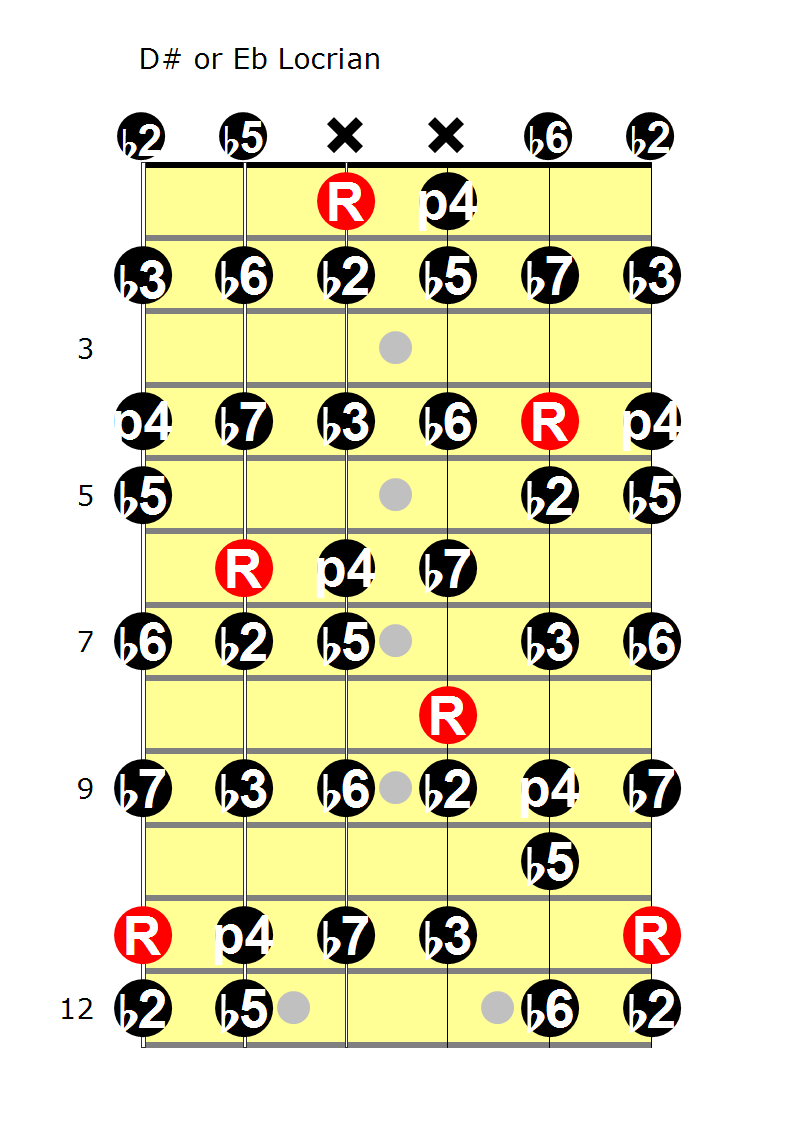 D# or Eb Locrian
♭2 ♭5 × × ♭6 ♭2
R p4
♭3 ♭6 ♭2 ♭5 ♭7 ♭3
3
p4 ♭7 ♭3 ♭6 R p4
5 ♭5 ♭2 ♭5
R p4 ♭7
7 ♭6 ♭2 ♭5 ♭3 ♭6
R
9 ♭7 ♭3 ♭6 ♭2 p4 ♭7
♭5
R p4 ♭7 ♭3 R
12 ♭2 ♭5 ♭6 ♭2